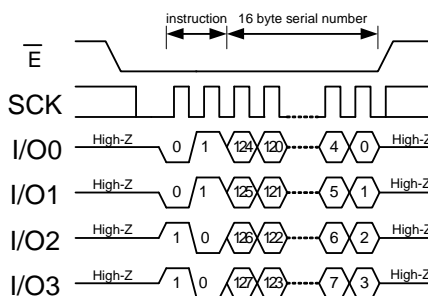 instruction 16 byte serial number
E
SCK
I/O0 High-Z 0 1 124 120 4 0 High-Z
I/O1 High-Z 0 1 125 121 5 1 High-Z
I/O2 High-Z 1 0 126 122 6 2 High-Z
I/O3 High-Z 1 0 127 123 7 3 High-Z